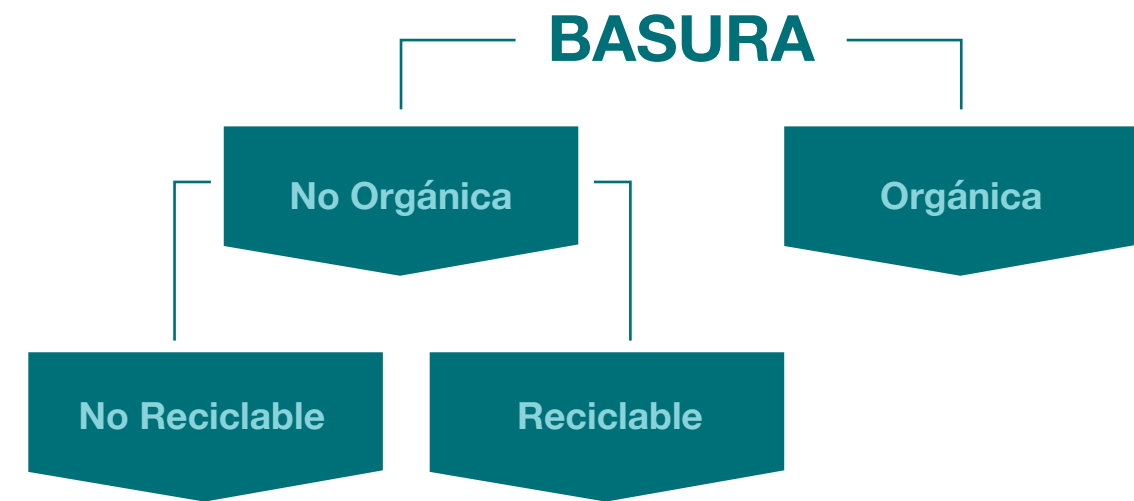 BASURA
No Orgánica
Orgánica
No Reciclable
Reciclable